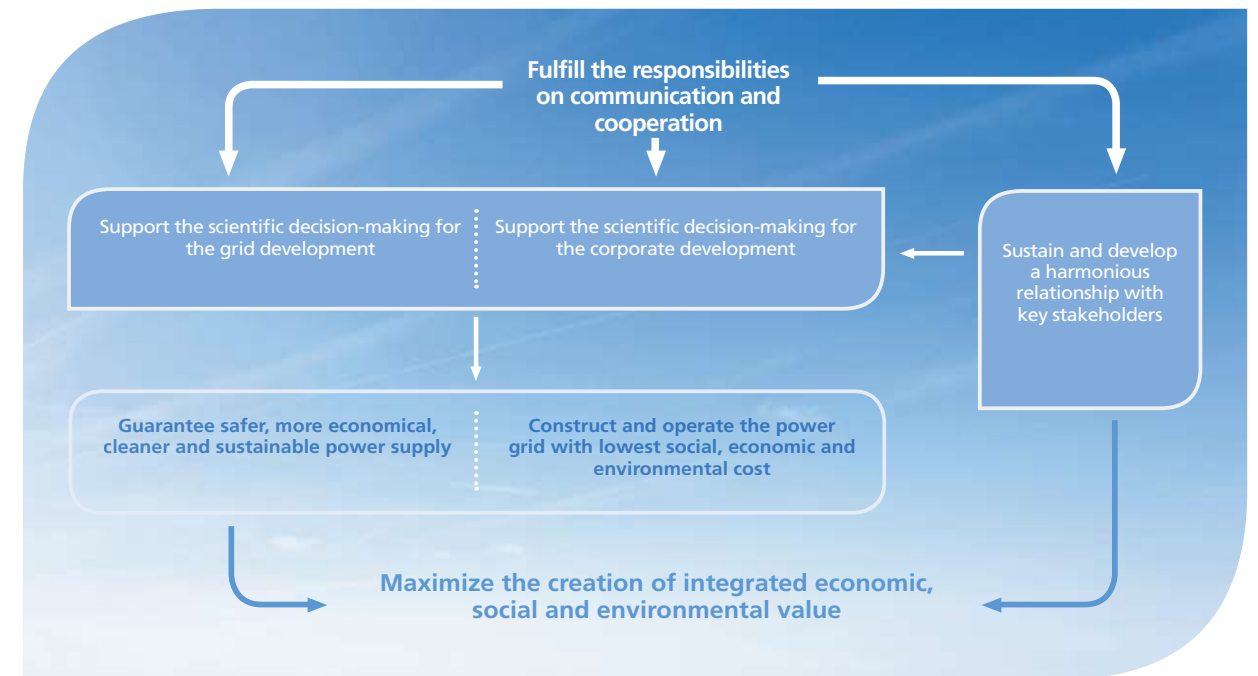 Fulfill the responsibilities
on communication and
cooperation
Support the scientific decision-making for
the grid development
Support the scientific decision-making for
the corporate development
Sustain and develop
a harmonious
relationship with
key stakeholders
Guarantee safer, more economical,
cleaner and sustainable power supply
Construct and operate the power
grid with lowest social, economic and
environmental cost
Maximize the creation of integrated economic,
social and environmental value